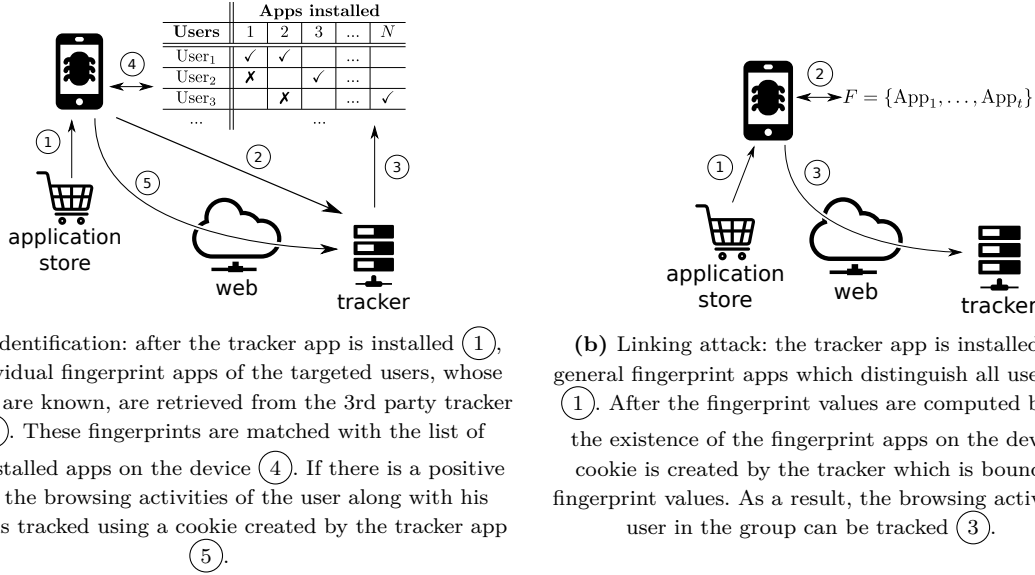 Apps installed
Users 1 2 3 ... N
User₁ ✓ ✓ ...
User₂ ✗ ✓ ...
User₃ ✗ ... ✓
... ...
4
1
2
3
5
application
store
web
tracker
2
F = {App₁, . . . , Appₜ}
1
3
application
store
web
tracker
dentification: after the tracker app is installed 1,
vidual fingerprint apps of the targeted users, whose
are known, are retrieved from the 3rd party tracker
). These fingerprints are matched with the list of
stalled apps on the device 4. If there is a positive
the browsing activities of the user along with his
s tracked using a cookie created by the tracker app
5.
(b) Linking attack: the tracker app is installed
general fingerprint apps which distinguish all use
1. After the fingerprint values are computed b
the existence of the fingerprint apps on the dev
cookie is created by the tracker which is bound
fingerprint values. As a result, the browsing activ
user in the group can be tracked 3.